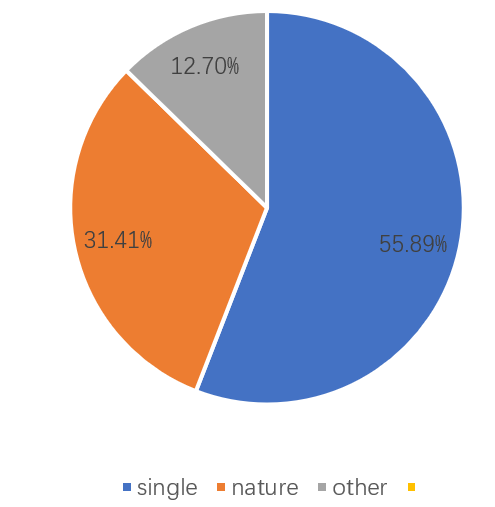 12.70%
31.41%
55.89%
single nature other